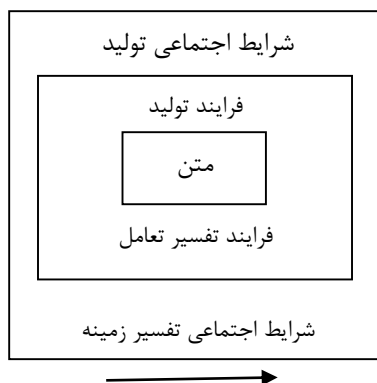 شرایط اجتماعی تولید
فرایند تولید
متن
فرایند تفسیر تعامل
شرایط اجتماعی تفسیر زمینه